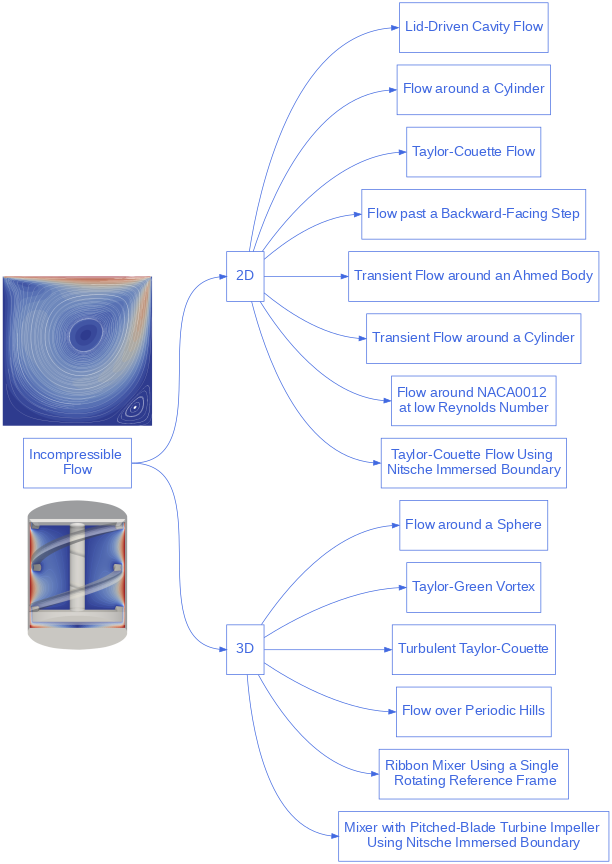 Lid-Driven Cavity Flow
Flow around a Cylinder
Taylor-Couette Flow
Flow past a Backward-Facing Step
2D
Transient Flow around an Ahmed Body
Transient Flow around a Cylinder
Flow around NACA0012
at low Reynolds Number
Incompressible
Flow
Taylor-Couette Flow Using
Nitsche Immersed Boundary
Flow around a Sphere
Taylor-Green Vortex
3D
Turbulent Taylor-Couette
Flow over Periodic Hills
Ribbon Mixer Using a Single
Rotating Reference Frame
Mixer with Pitched-Blade Turbine Impeller
Using Nitsche Immersed Boundary